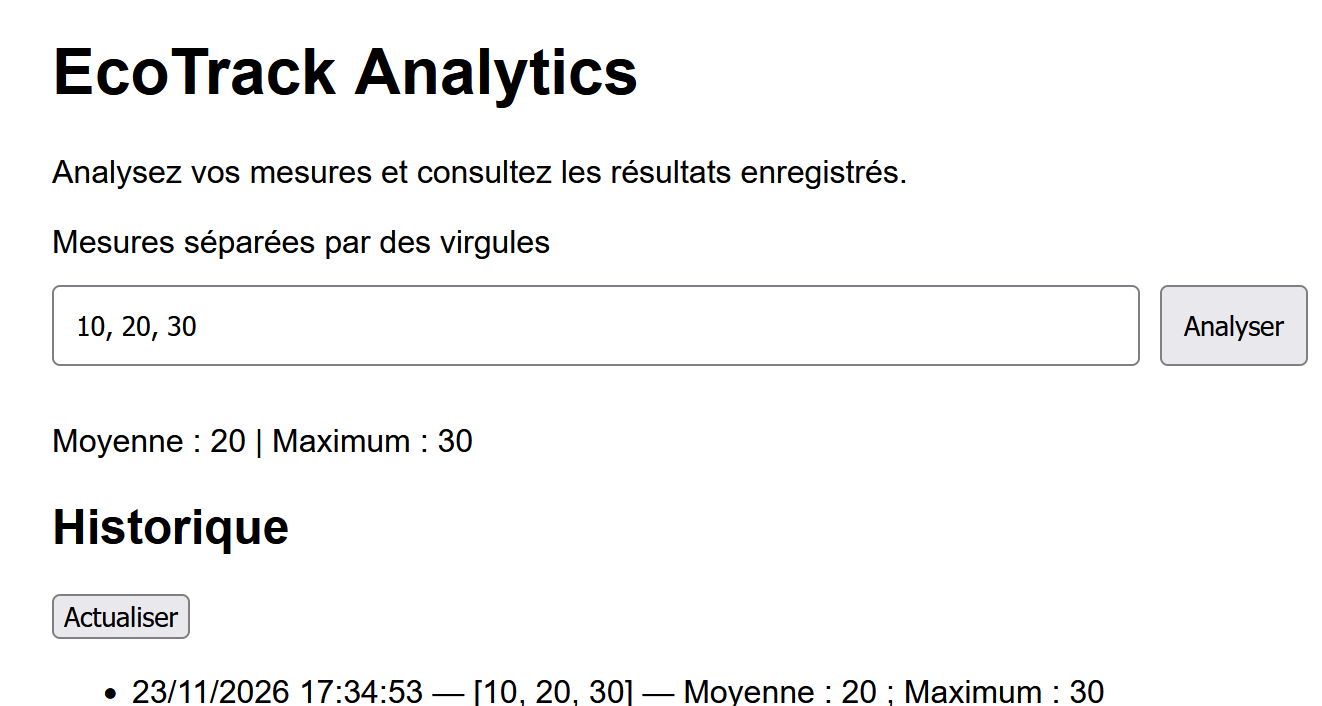 EcoTrack Analytics
Analysez vos mesures et consultez les résultats enregistrés.
Mesures séparées par des virgules
10, 20, 30
Analyser
Moyenne : 20 | Maximum : 30
Historique
Actualiser
• 23/11/2026 17:34:53 — [10, 20, 30] — Moyenne : 20 ; Maximum : 30